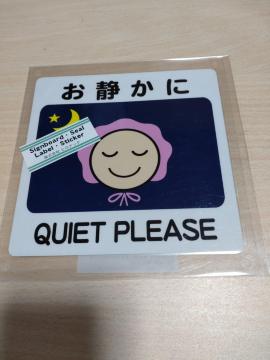 お静かに
Signboard・Seal
Label・Sticker
QUIET PLEASE